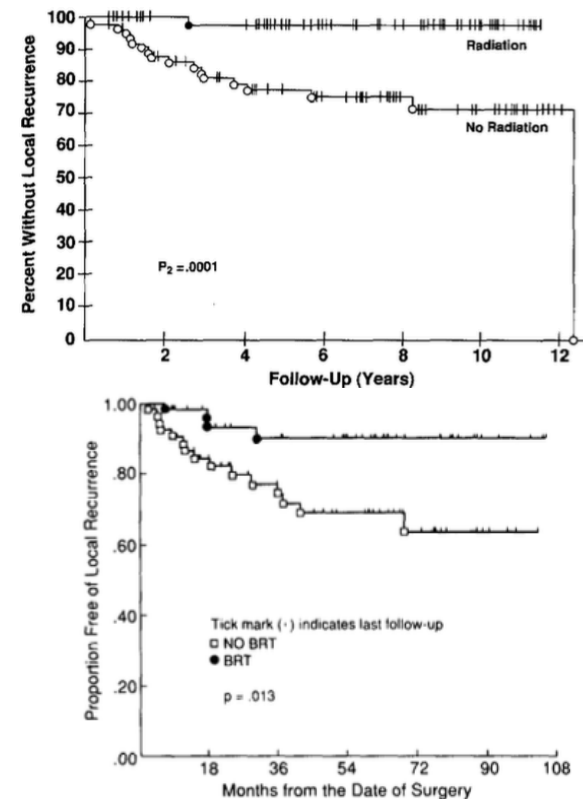 Percent Without Local Recurrence
100
90
80
70
60
50
40
30
20
10
0
Radiation
No Radiation
P₂ =.0001
2
4
6
8
10
12
Follow-Up (Years)
Proportion Free of Local Recurrence
1.00
.80
.60
.40
.20
.00
Tick mark (·) indicates last follow-up
□ NO BRT
● BRT
p = .013
18
36
54
72
90
108
Months from the Date of Surgery